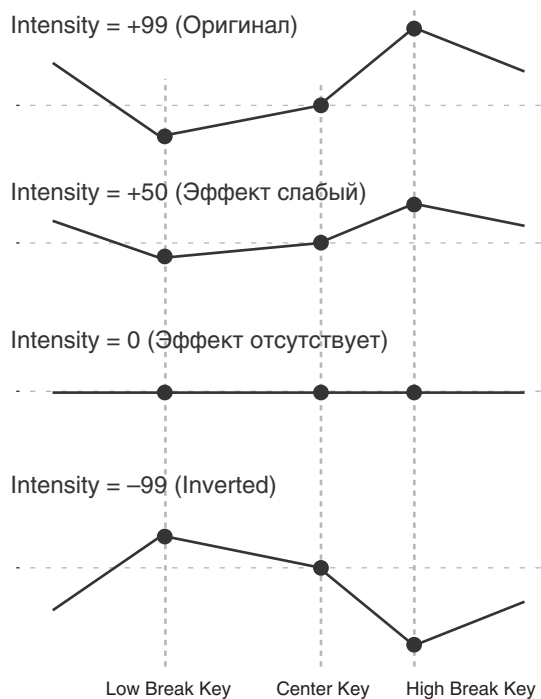 Intensity = +99 (Оригинал)
Intensity = +50 (Эффект слабый)
Intensity = 0 (Эффект отсутствует)
Intensity = –99 (Inverted)
Low Break Key Center Key High Break Key